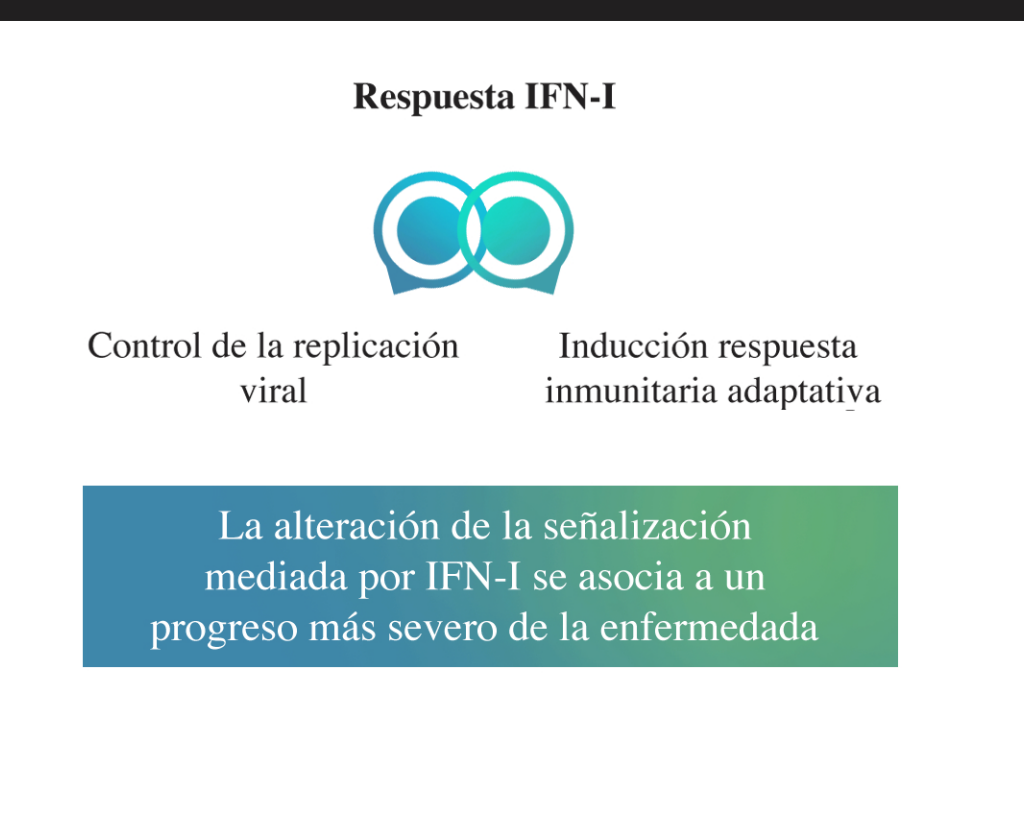 Respuesta IFN-I
Control de la replicación
viral
Inducción respuesta
inmunitaria adaptativa
La alteración de la señalización
mediada por IFN-I se asocia a un
progreso más severo de la enfermedada